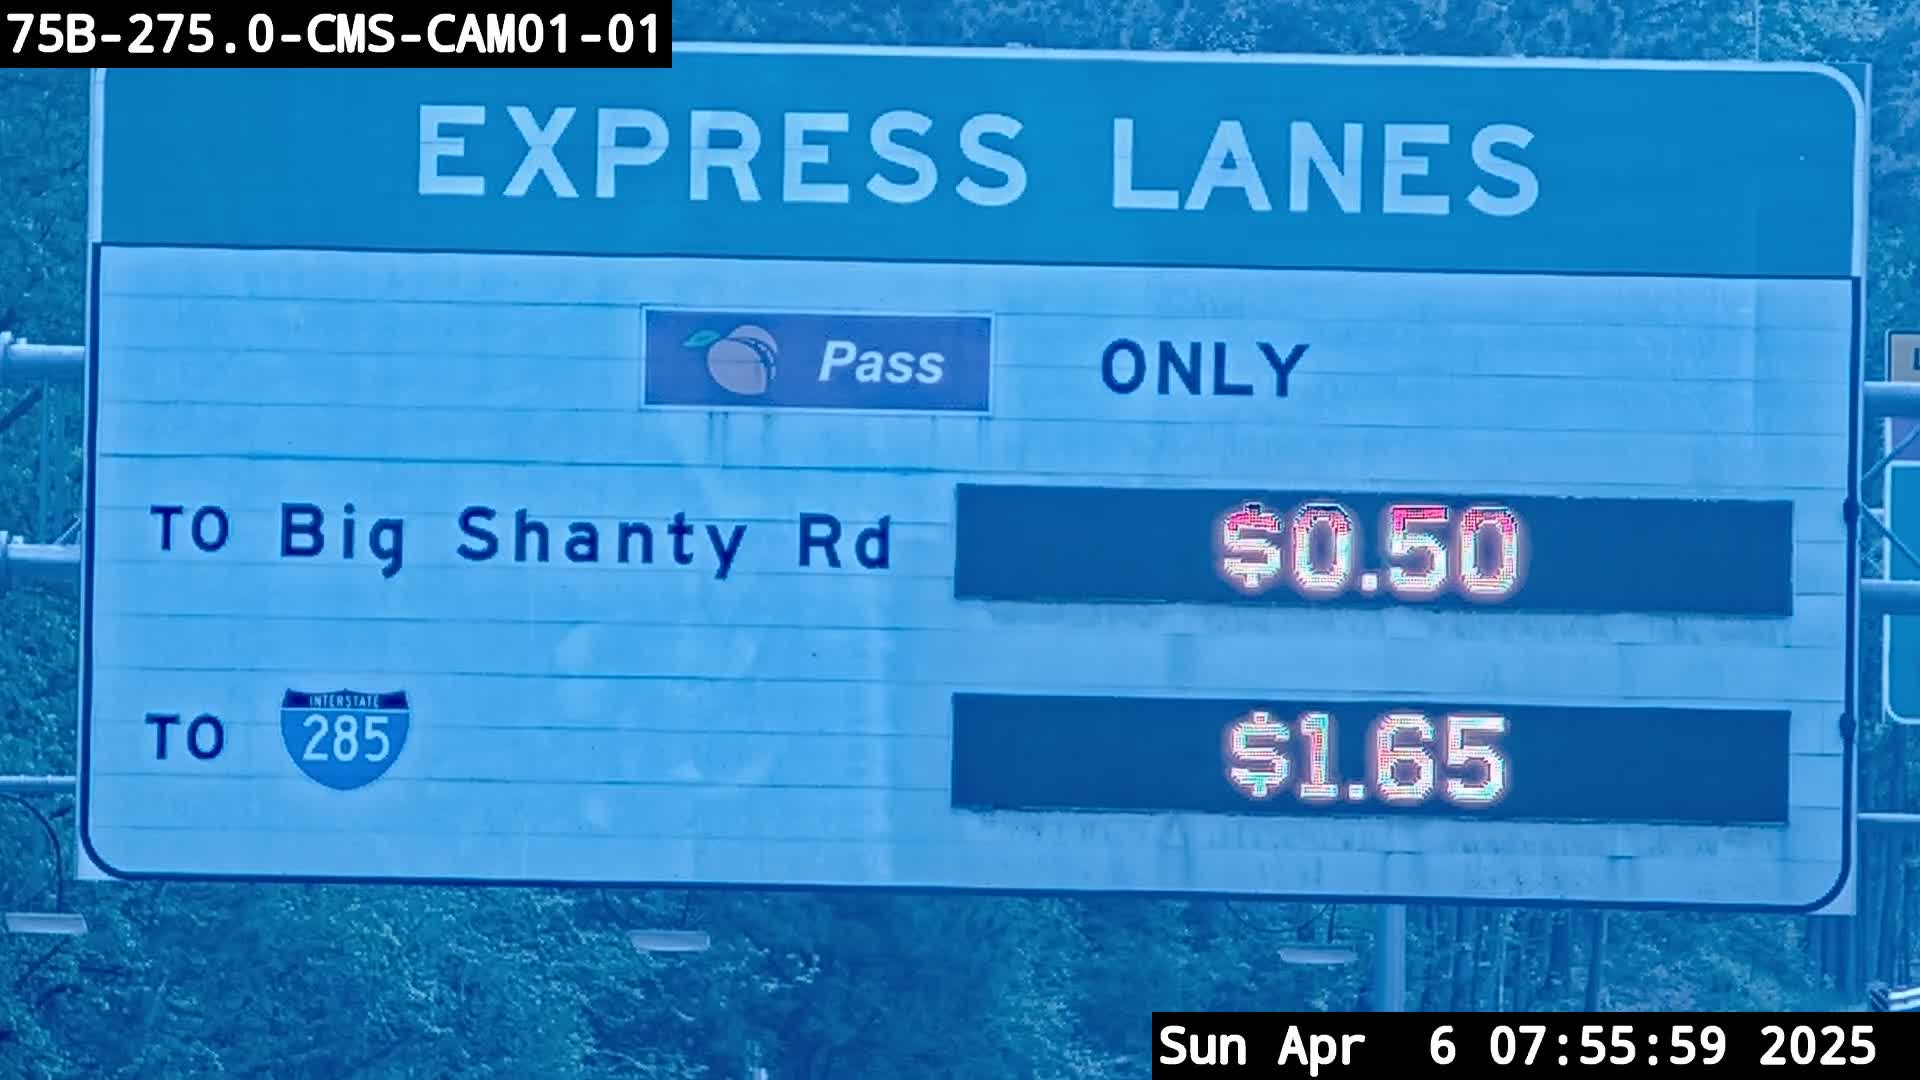 75B-275.0-CMS-CAM01-01
EXPRESS LANES
Pass ONLY
TO Big Shanty Rd $0.50
INTERSTATE
TO 285 $1.65
Sun Apr 6 07:55:59 2025